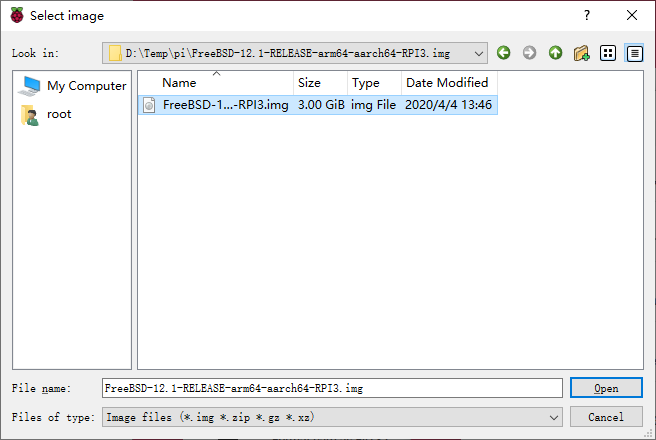 Select image
Look in: D:\Temp\pi\FreeBSD-12.1-RELEASE-arm64-aarch64-RPI3.img
My Computer
root
Name Size Type Date Modified
FreeBSD-1...-RPI3.img 3.00 GiB img File 2020/4/4 13:46
File name: FreeBSD-12.1-RELEASE-arm64-aarch64-RPI3.img Open
Files of type: Image files (*.img *.zip *.gz *.xz) Cancel